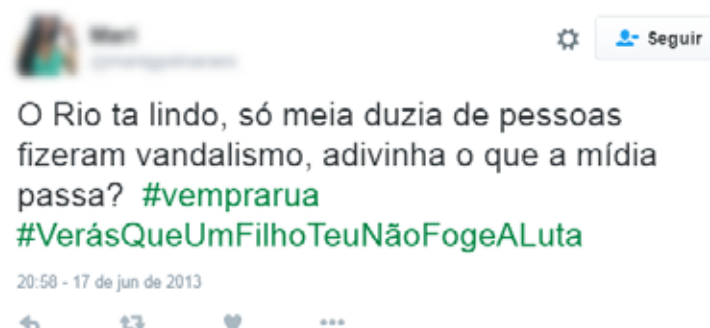 Seguir
O Rio ta lindo, só meia duzia de pessoas
fizeram vandalismo, adivinha o que a mídia
passa? #vemprarua
#VerásQueUmFilhoTeuNãoFogeALuta
20:58 - 17 de jun de 2013